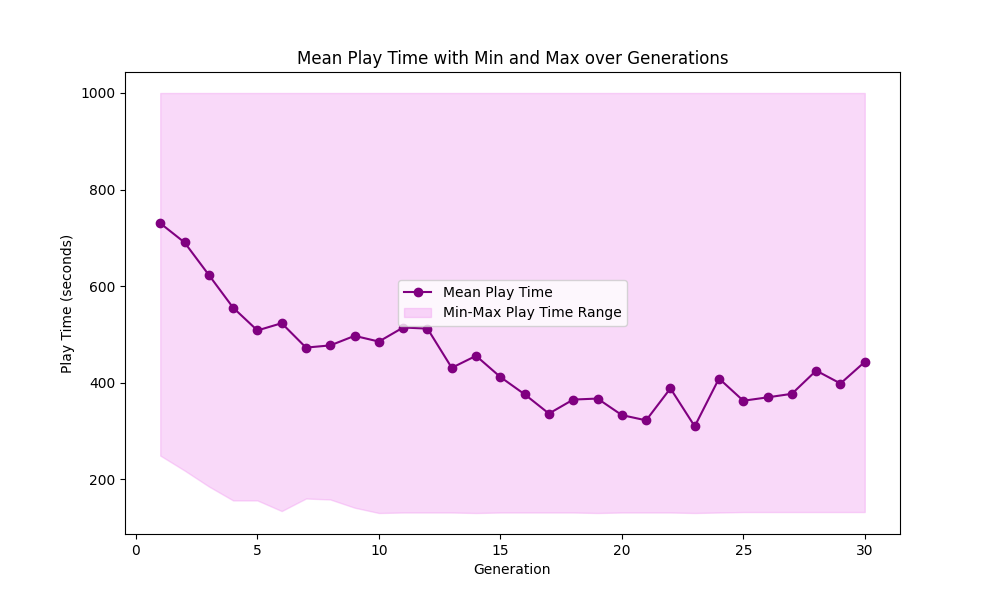 Mean Play Time with Min and Max over Generations
Play Time (seconds)
1000
800
600
400
200
Mean Play Time
Min-Max Play Time Range
0 5 10 15 20 25 30
Generation